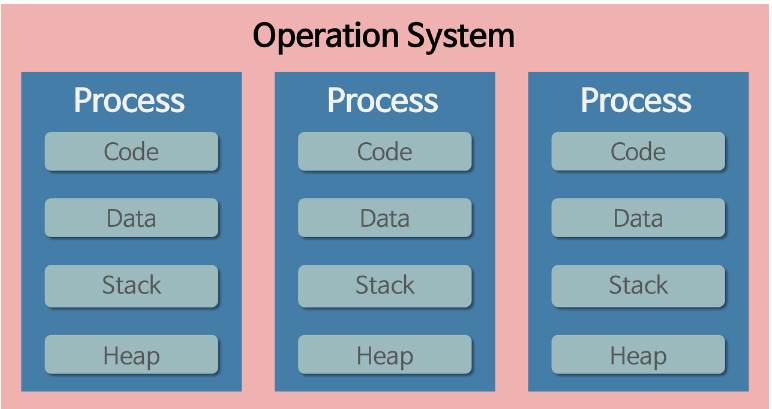 Operation System
Process
Code
Data
Stack
Heap
Process
Code
Data
Stack
Heap
Process
Code
Data
Stack
Heap